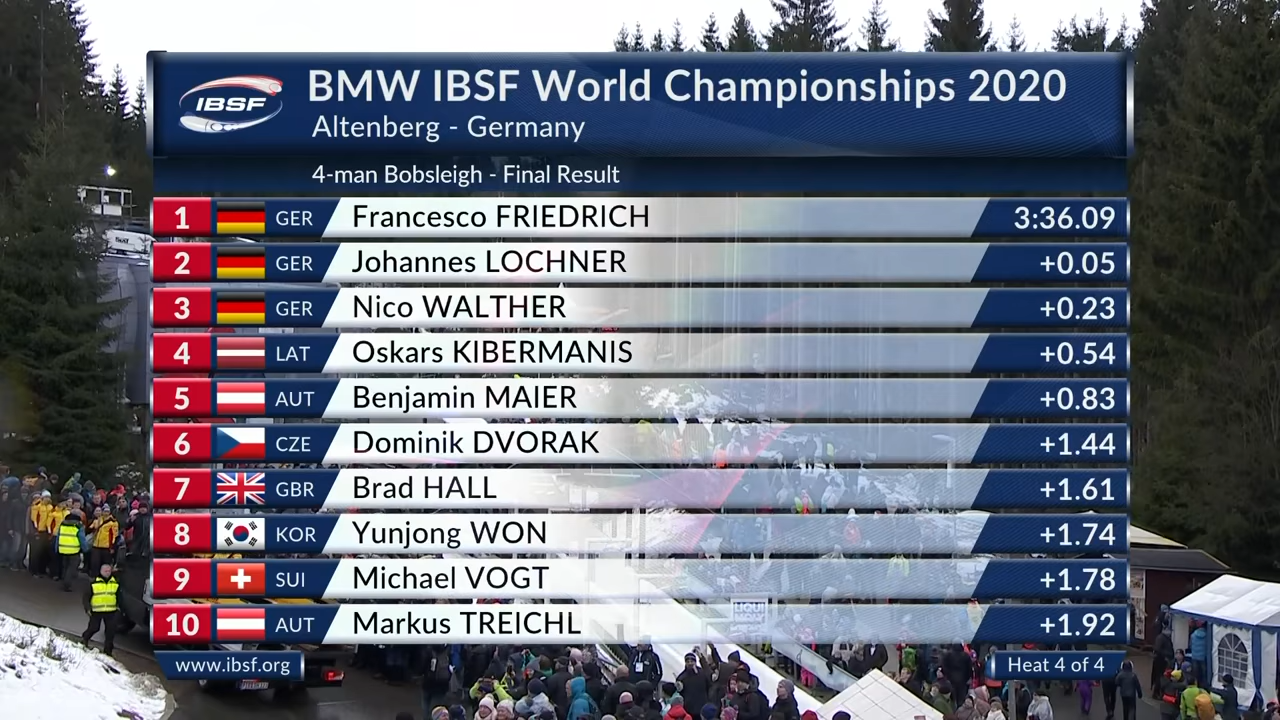 IBSF
BMW IBSF World Championships 2020
Altenberg - Germany
4-man Bobsleigh - Final Result
1 GER Francesco FRIEDRICH 3:36.09
2 GER Johannes LOCHNER +0.05
3 GER Nico WALTHER +0.23
4 LAT Oskars KIBERMANIS +0.54
5 AUT Benjamin MAIER +0.83
6 CZE Dominik DVORAK +1.44
7 GBR Brad HALL +1.61
8 KOR Yunjong WON +1.74
9 SUI Michael VOGT +1.78
10 AUT Markus TREICHL +1.92
www.ibsf.org Heat 4 of 4